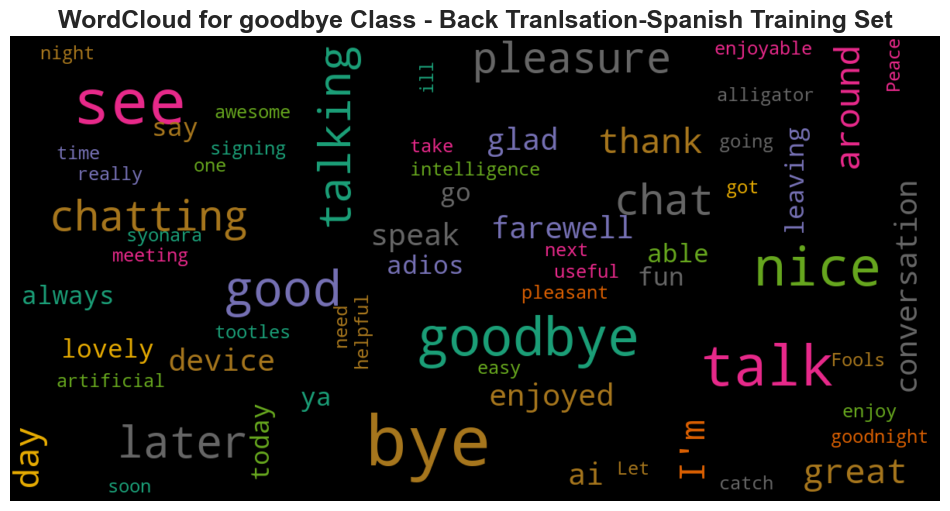 WordCloud for goodbye Class - Back Tranlsation-Spanish Training Set
night
see
say
awesome
talking
ill
pleasure
enjoyable
alligator
around
Peace
time
really
signing
one
take
intelligence
glad
thank
going
leaving
chatting
syonara
meeting
go
speak
adios
farewell
chat
got
next
useful
pleasant
able
fun
nice
conversation
always
good
need
helpful
lovely
device
tootles
artificial
goodbye
easy
enjoyed
talk
Fools
ya
day
later
today
soon
bye
ai
Let
I'm
enjoy
goodnight
great
catch